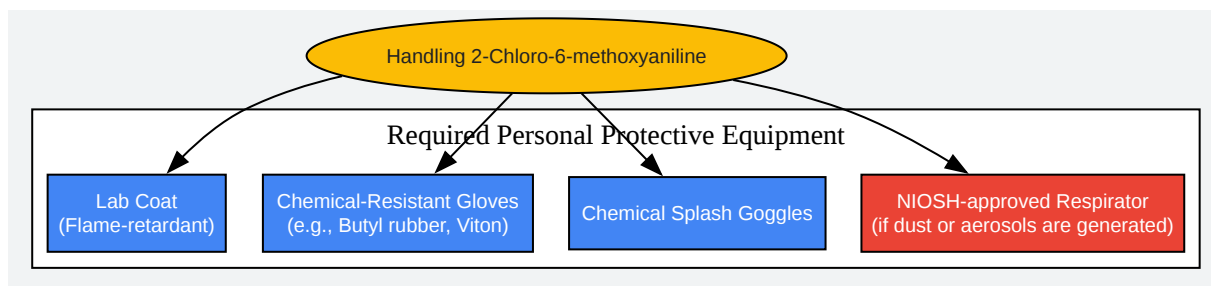 Handling 2-Chloro-6-methoxyaniline
Required Personal Protective Equipment
Lab Coat
(Flame-retardant)
Chemical-Resistant Gloves
(e.g., Butyl rubber, Viton)
Chemical Splash Goggles
NIOSH-approved Respirator
(if dust or aerosols are generated)